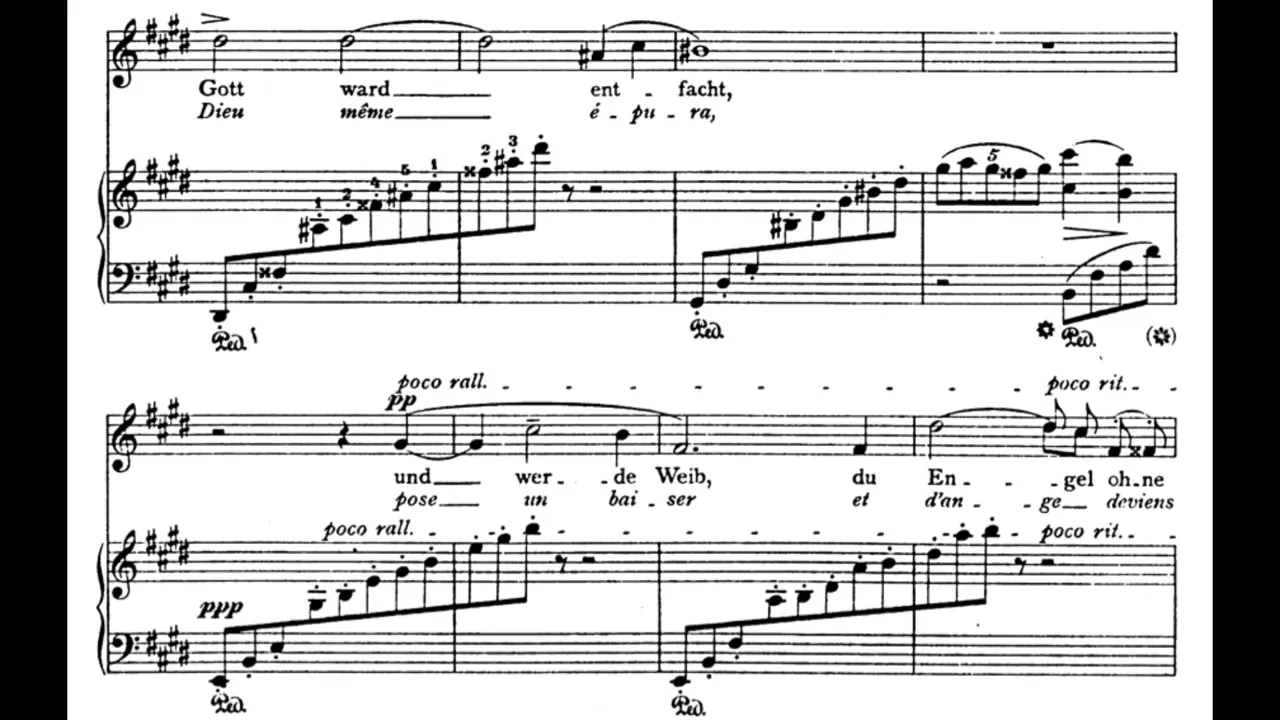 Gott ward ent - facht,
Dieu même é - pu - ra,
1 2 4 5 1 2 3 5
Ped. Ped. Ped.
poco rall. poco rit.
pp
und wer - de Weib, du En - gel oh - ne
pose un bai - ser et d'an - ge deviens
poco rall. poco rit.
ppp
Ped. Ped.